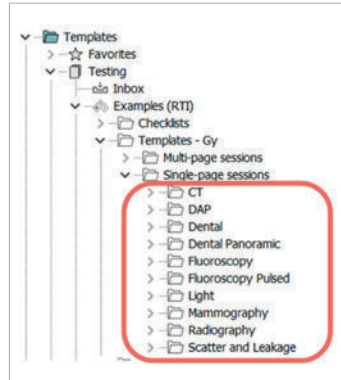 Templates
Favorites
Testing
Inbox
Examples (RTI)
Checklists
Templates - Gy
Multi-page sessions
Single-page sessions
CT
DAP
Dental
Dental Panoramic
Fluoroscopy
Fluoroscopy Pulsed
Light
Mammography
Radiography
Scatter and Leakage